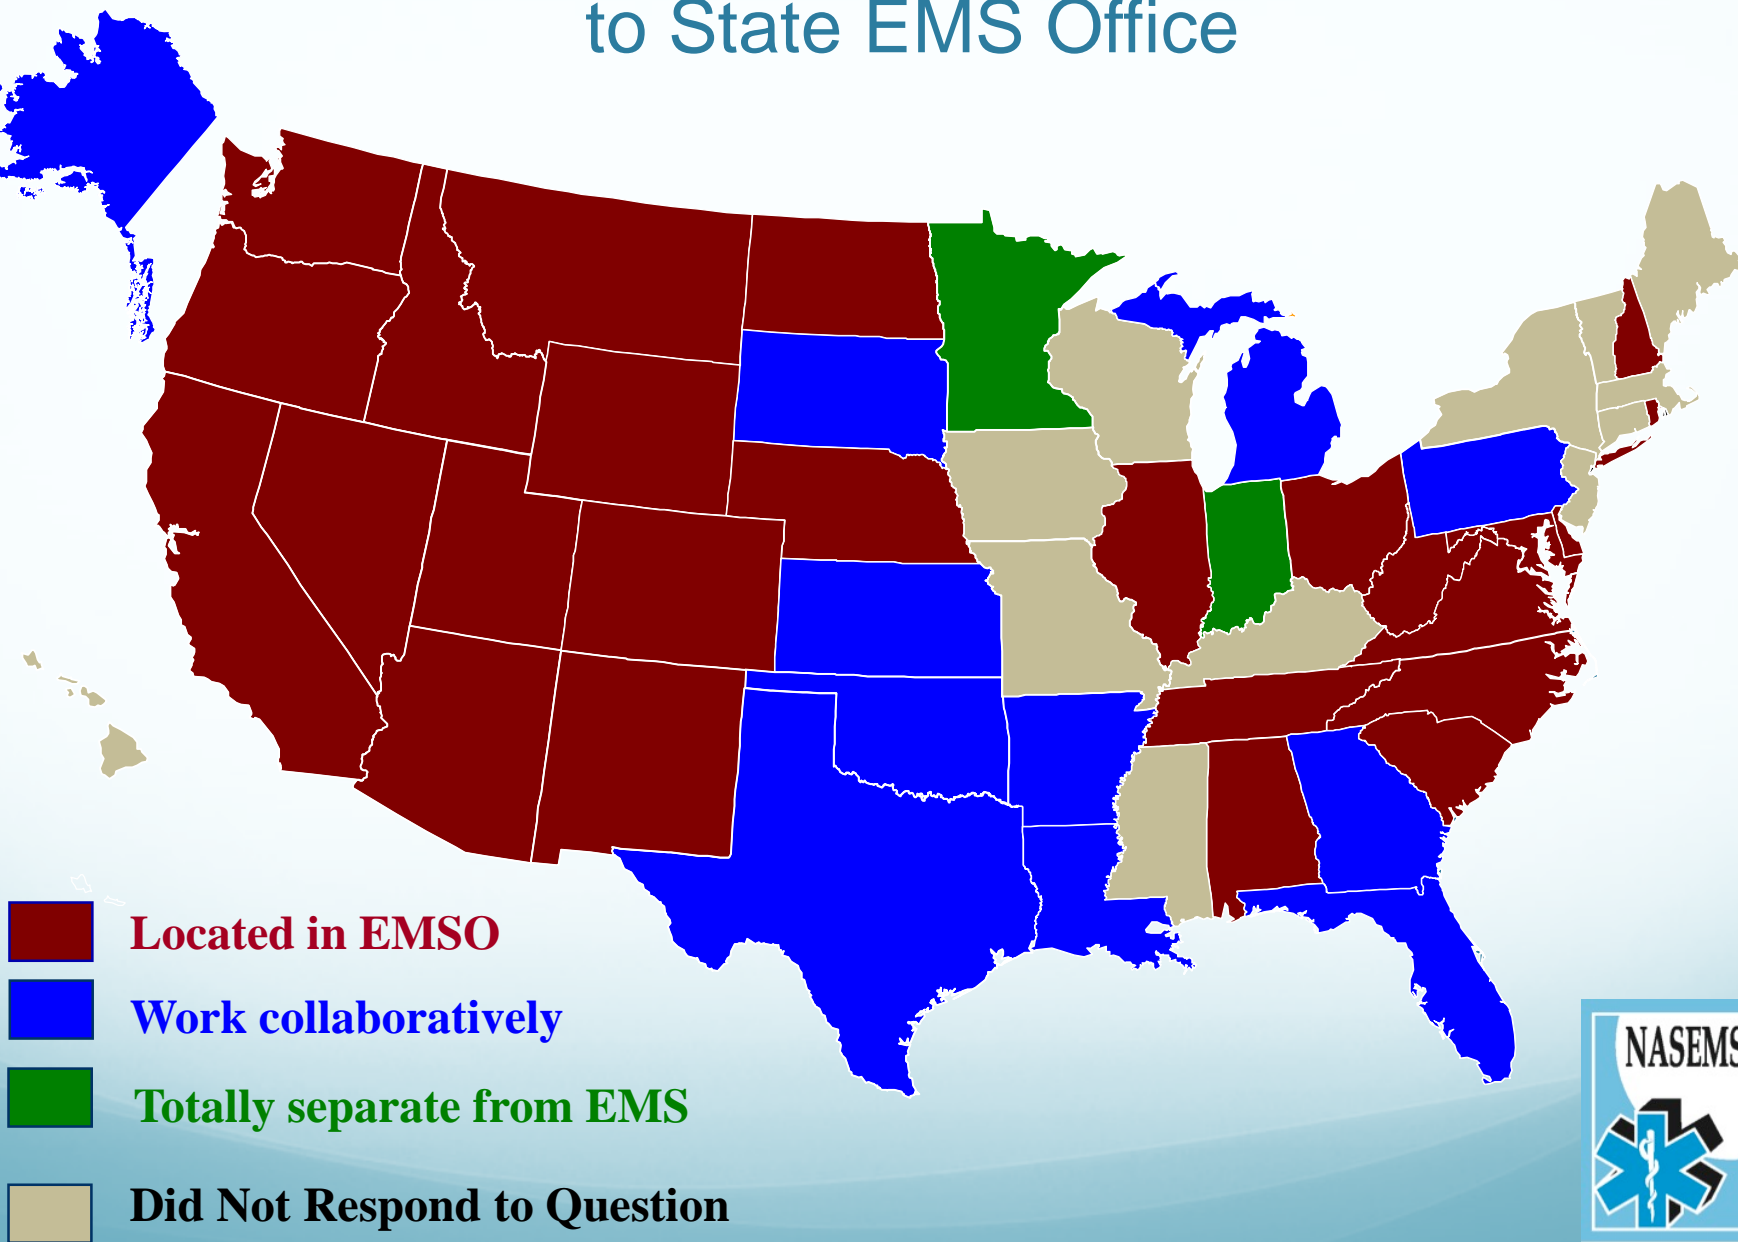 to State EMS Office
Located in EMSO
Work collaboratively
Totally separate from EMS
Did Not Respond to Question
NASEMS